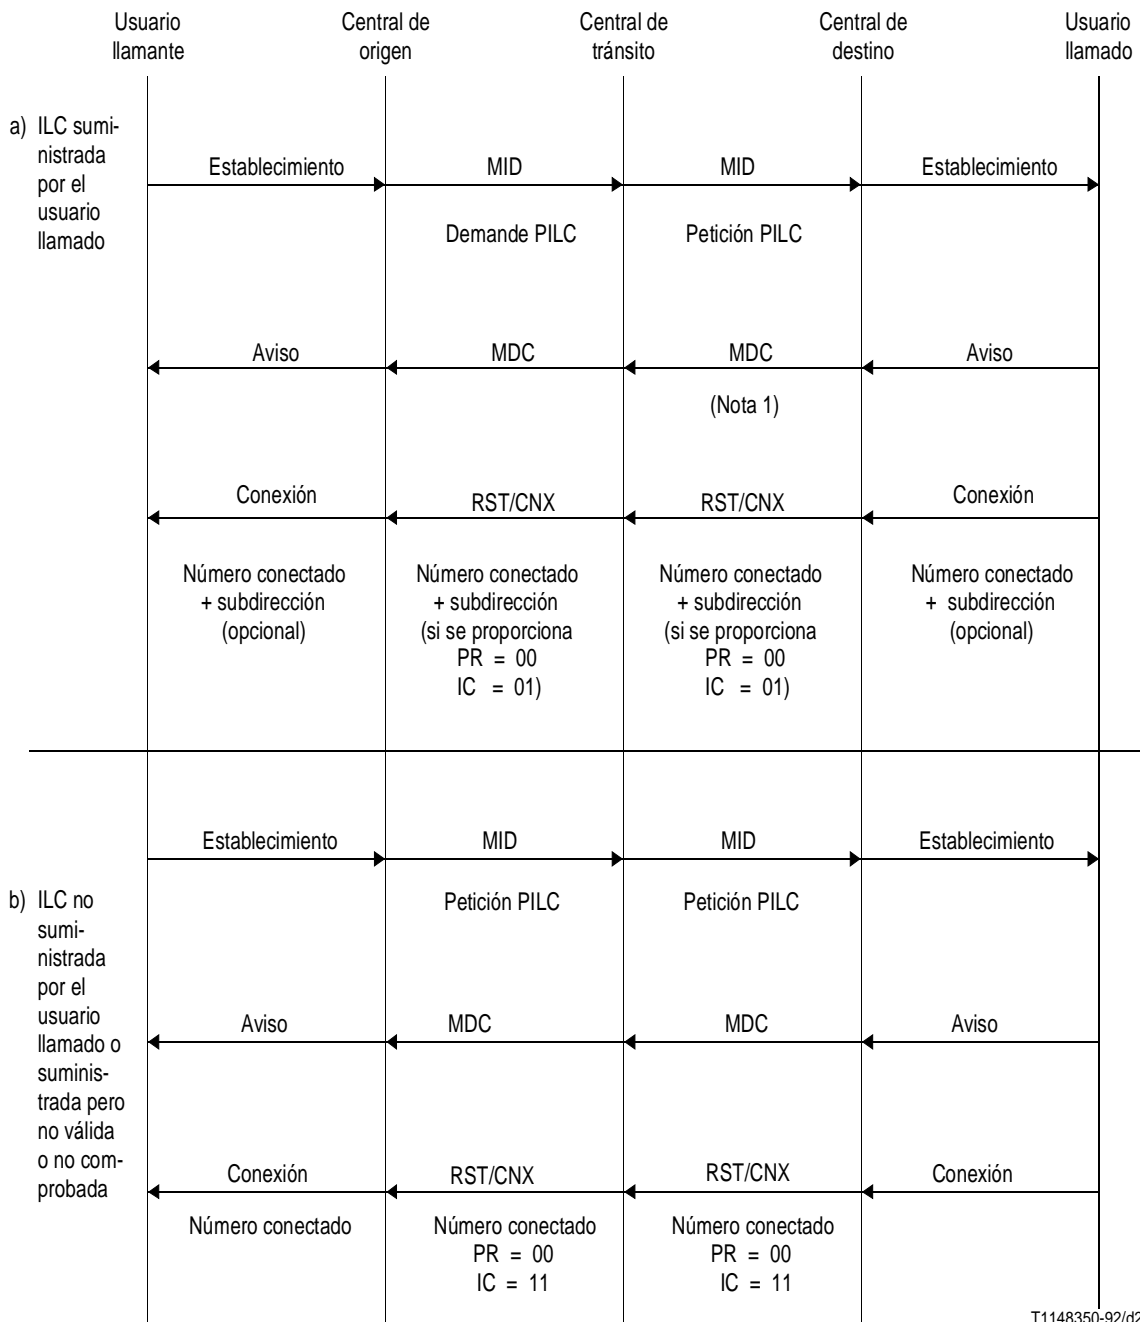 Usuario llamante
Central de origen
Central de tránsito
Central de destino
Usuario llamado
a) ILC sumi-
nistrada
por el
usuario
llamado
Establecimiento
MID
MID
Establecimiento
Demande PILC
Petición PILC
Aviso
MDC
MDC
Aviso
(Nota 1)
Conexión
RST/CNX
RST/CNX
Conexión
Número conectado
+ subdirección
(opcional)
Número conectado
+ subdirección
(si se proporciona
PR = 00
IC = 01)
Número conectado
+ subdirección
(si se proporciona
PR = 00
IC = 01)
Número conectado
+ subdirección
(opcional)
Establecimiento
MID
MID
Establecimiento
b) ILC no
sumi-
nistrada
por el
usuario
llamado o
suminis-
trada pero
no válida
o no com-
probada
Petición PILC
Petición PILC
Aviso
MDC
MDC
Aviso
Conexión
RST/CNX
RST/CNX
Conexión
Número conectado
Número conectado
PR = 00
IC = 11
Número conectado
PR = 00
IC = 11
T1148350-92/d2